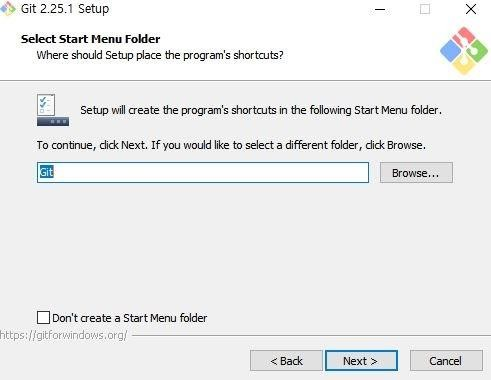 Git 2.25.1 Setup
Select Start Menu Folder
Where should Setup place the program's shortcuts?
Setup will create the program's shortcuts in the following Start Menu folder.
To continue, click Next. If you would like to select a different folder, click Browse.
Git
Browse...
Don't create a Start Menu folder
https://gitforwindows.org/
< Back
Next >
Cancel